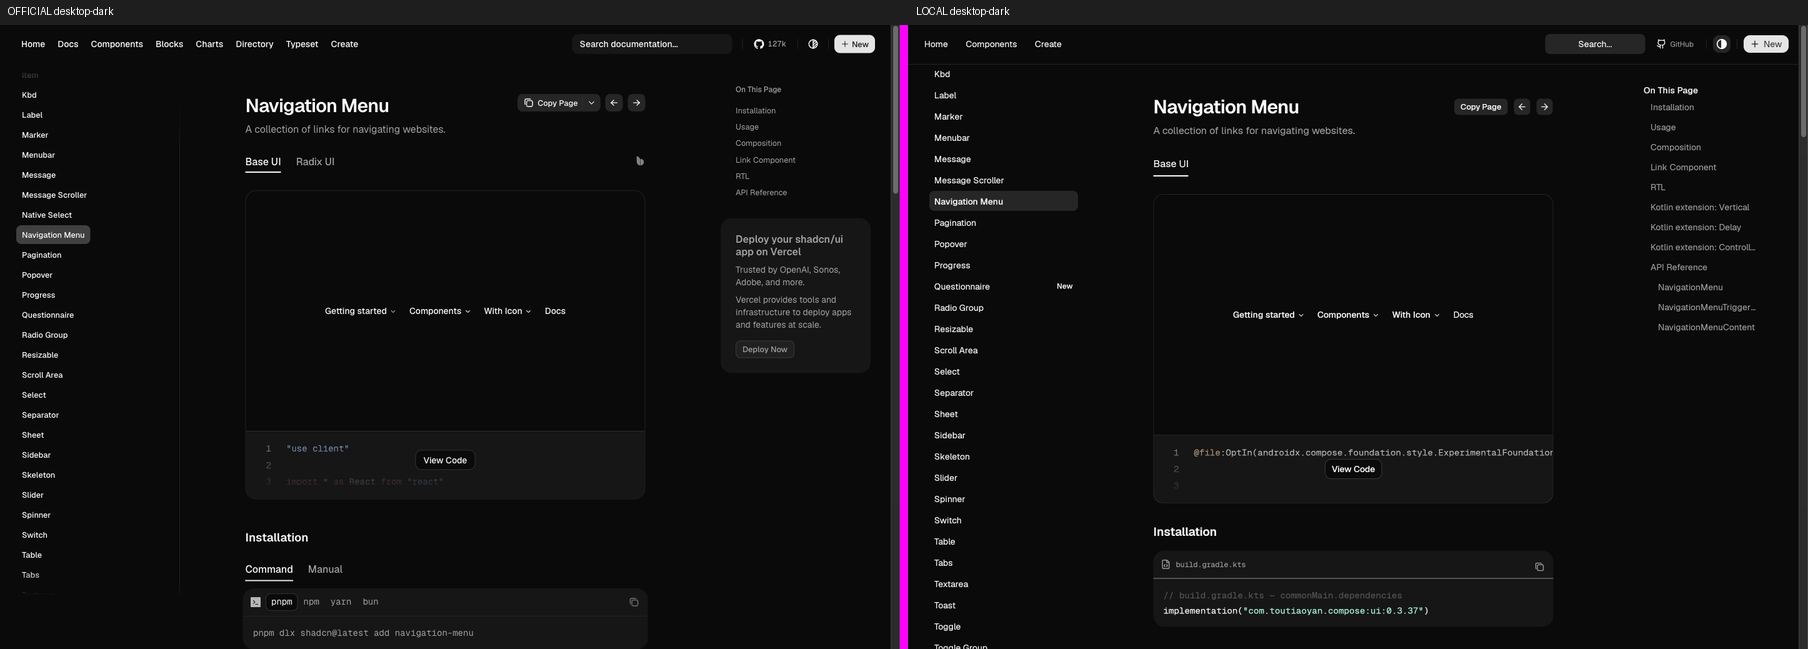 OFFICIAL desktop-dark
Home Docs Components Blocks Charts Directory Typeset Create
Search documentation...
127k
New
Item
Kbd
Label
Marker
Menubar
Message
Message Scroller
Native Select
Navigation Menu
Pagination
Popover
Progress
Questionnaire
Radio Group
Resizable
Scroll Area
Select
Separator
Sheet
Sidebar
Skeleton
Slider
Spinner
Switch
Table
Tabs
Navigation Menu
Copy Page
A collection of links for navigating websites.
Base UI Radix UI
Getting started Components With Icon Docs
1 "use client"
2
3 import * as React from "react"
View Code
Installation
Command Manual
pnpm npm yarn bun
pnpm dlx shadcn@latest add navigation-menu
On This Page
Installation
Usage
Composition
Link Component
RTL
API Reference
Deploy your shadcn/ui
app on Vercel
Trusted by OpenAI, Sonos,
Adobe, and more.
Vercel provides tools and
infrastructure to deploy apps
and features at scale.
Deploy Now
LOCAL desktop-dark
Home Components Create
Search...
GitHub
New
Kbd
Label
Marker
Menubar
Message
Message Scroller
Navigation Menu
Pagination
Popover
Progress
Questionnaire New
Radio Group
Resizable
Scroll Area
Select
Separator
Sheet
Sidebar
Skeleton
Slider
Spinner
Switch
Table
Tabs
Textarea
Toast
Toggle
Toggle Group
Navigation Menu
Copy Page
A collection of links for navigating websites.
Base UI
Getting started Components With Icon Docs
1 @file:OptIn(androidx.compose.foundation.style.ExperimentalFoundation
2
3
View Code
Installation
build.gradle.kts
// build.gradle.kts — commonMain.dependencies
implementation("com.toutiaoyan.compose:ui:0.3.37")
On This Page
Installation
Usage
Composition
Link Component
RTL
Kotlin extension: Vertical
Kotlin extension: Delay
Kotlin extension: Controll...
API Reference
NavigationMenu
NavigationMenuTrigger...
NavigationMenuContent